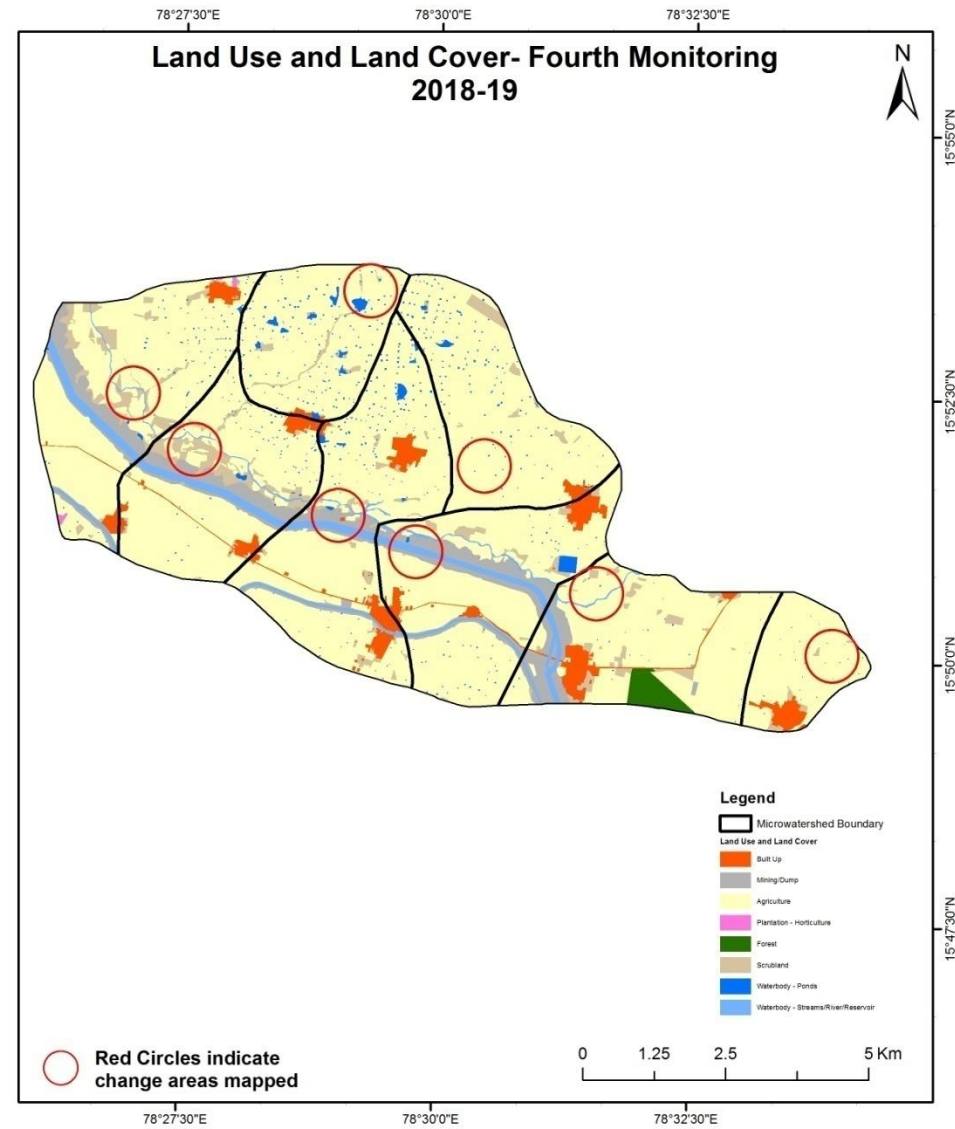 78°27'30"E 78°30'0"E 78°32'30"E
Land Use and Land Cover- Fourth Monitoring
2018-19
N
15°55'0"N
15°52'30"N
15°50'0"N
15°47'30"N
Legend
Microwatershed Boundary
Land Use and Land Cover
Built Up
Mining/Dump
Agriculture
Plantation - Horticulture
Forest
Scrubland
Waterbody - Ponds
Waterbody - Streams/River/Reservoir
Red Circles indicate
change areas mapped
0 1.25 2.5 5 Km
78°27'30"E 78°30'0"E 78°32'30"E